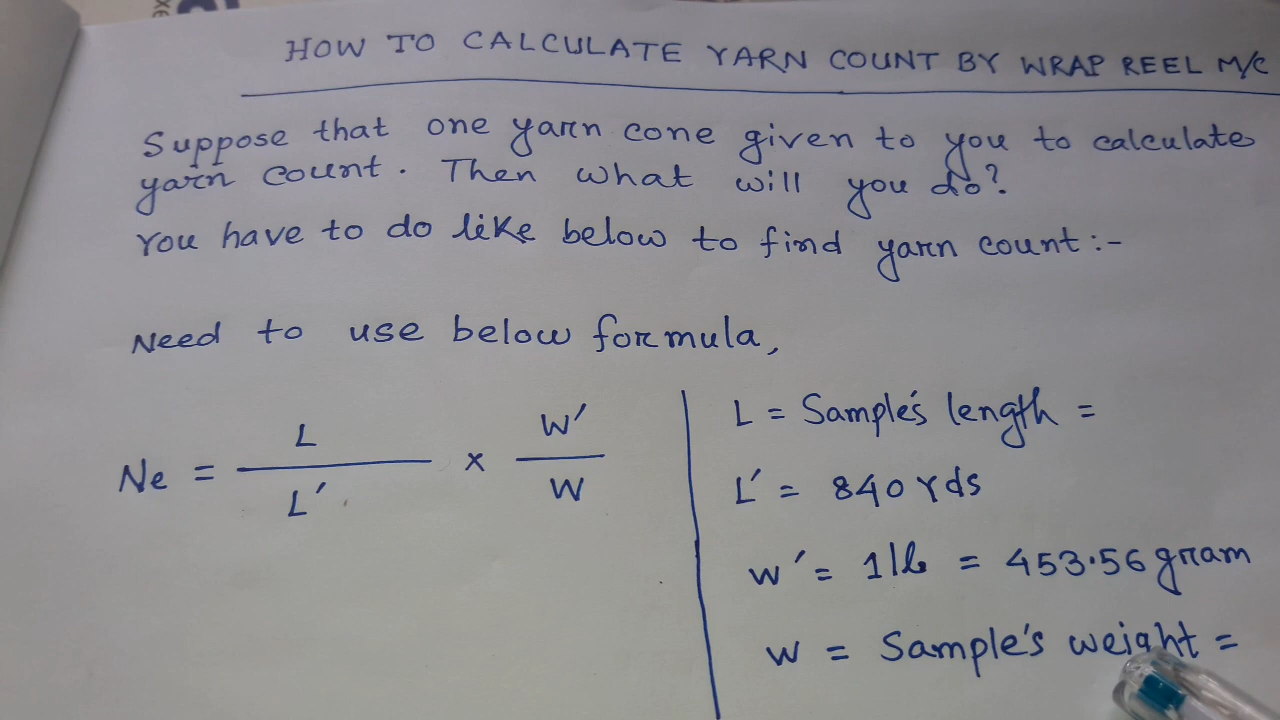 HOW TO CALCULATE YARN COUNT BY WRAP REEL M/C
Suppose that one yarn cone given to you to calculate
yarn count. Then what will you do?
You have to do like below to find yarn count:-
Need to use below formula,
Ne = L / L' × W' / W
L = Sample's length =
L' = 840 Yds
W' = 1 lb = 453.56 gram
W = Sample's weight =